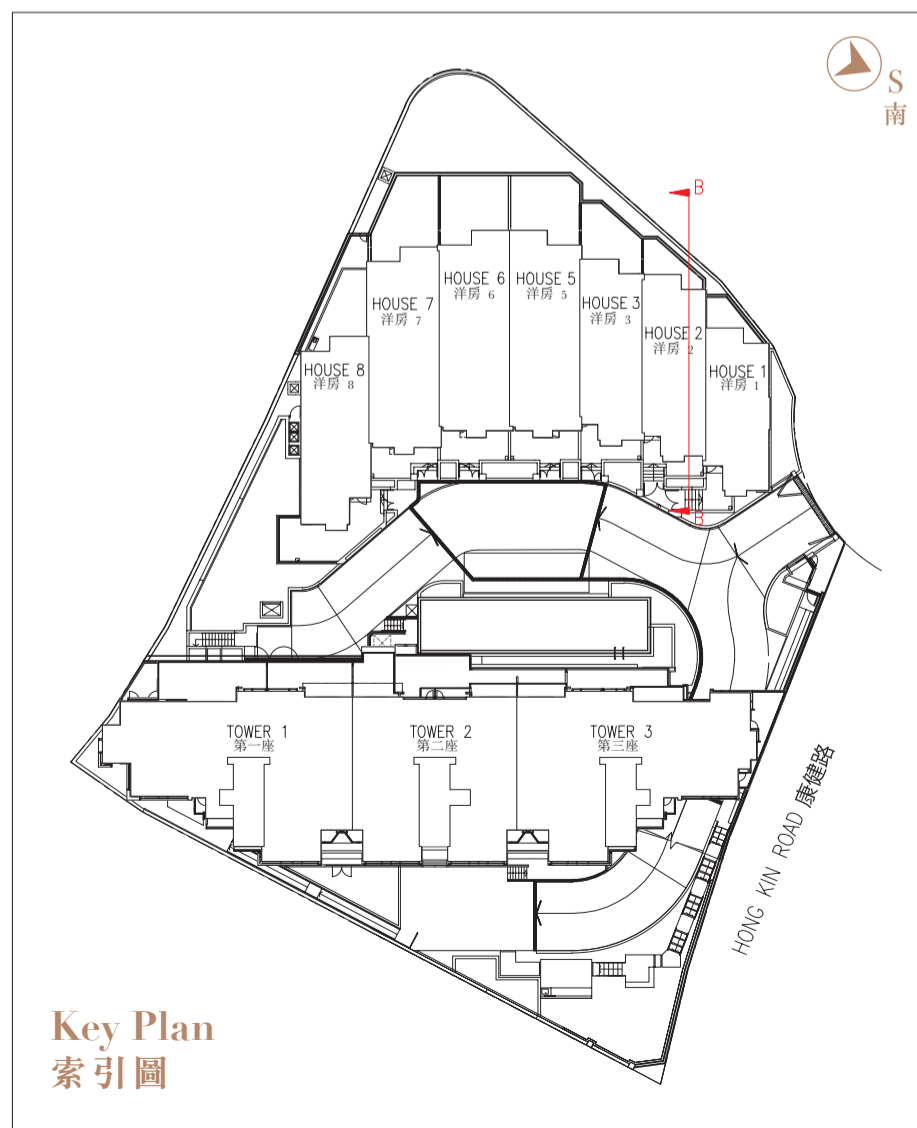 S
南
B
HOUSE 6
洋房 6
HOUSE 5
洋房 5
HOUSE 7
洋房 7
HOUSE 3
洋房 3
HOUSE 2
洋房 2
HOUSE 8
洋房 8
HOUSE 1
洋房 1
B
TOWER 1
第一座
TOWER 2
第二座
TOWER 3
第三座
HONG KIN ROAD 康健路
Key Plan
索引圖